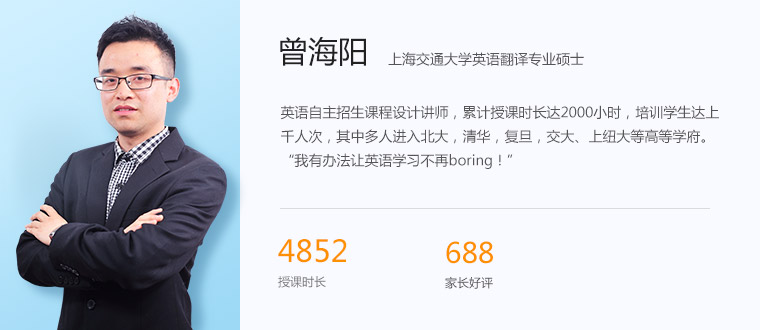 曾海阳 上海交通大学英语翻译专业硕士
英语自主招生课程设计讲师，累计授课时长达2000小时，培训学生达上
千人次，其中多人进入北大，清华，复旦，交大、上纽大等高等学府。
“我有办法让英语学习不再boring！”
4852 688
授课时长 家长好评